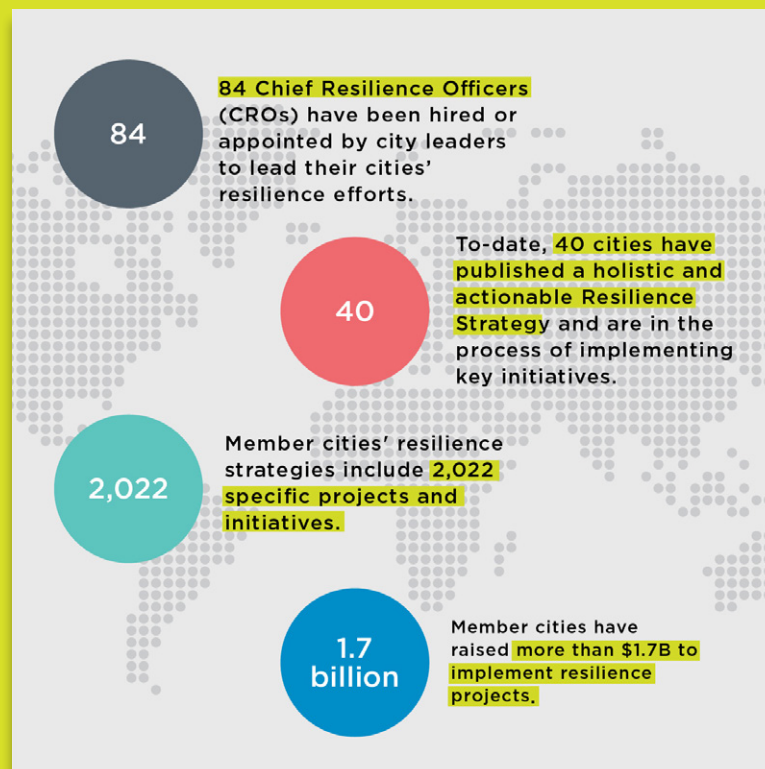 84
84 Chief Resilience Officers
(CROs) have been hired or
appointed by city leaders
to lead their cities’
resilience efforts.
40
To-date, 40 cities have
published a holistic and
actionable Resilience
Strategy and are in the
process of implementing
key initiatives.
2,022
Member cities' resilience
strategies include 2,022
specific projects and
initiatives.
1.7
billion
Member cities have
raised more than $1.7B to
implement resilience
projects.